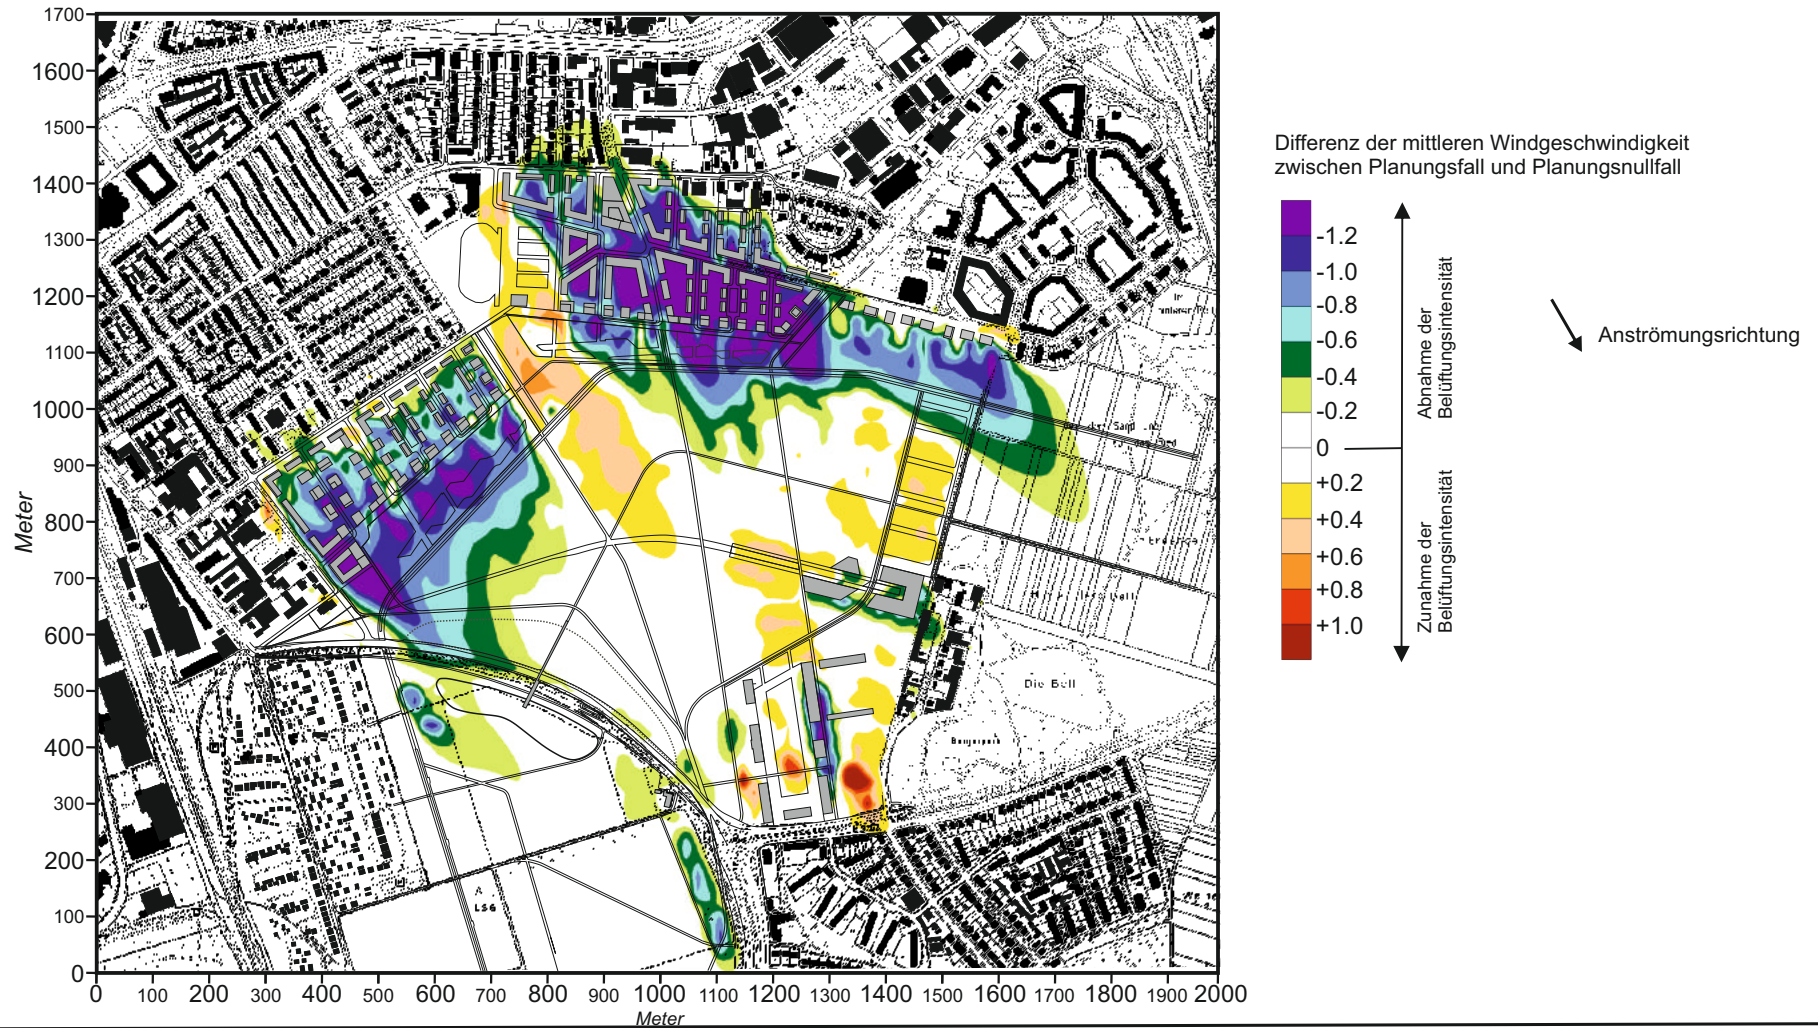 1700
1600
1500
1400
1300
1200
1100
1000
900
800
700
600
500
400
300
200
100
0
Meter
0 100 200 300 400 500 600 700 800 900 1000 1100 1200 1300 1400 1500 1600 1700 1800 1900 2000
Meter
Die Bell
LSG
Differenz der mittleren Windgeschwindigkeit
zwischen Planungsfall und Planungsnullfall
-1.2
-1.0
-0.8
-0.6
-0.4
-0.2
0
+0.2
+0.4
+0.6
+0.8
+1.0
Abnahme der
Belüftungsintensität
Zunahme der
Belüftungsintensität
Anströmungsrichtung